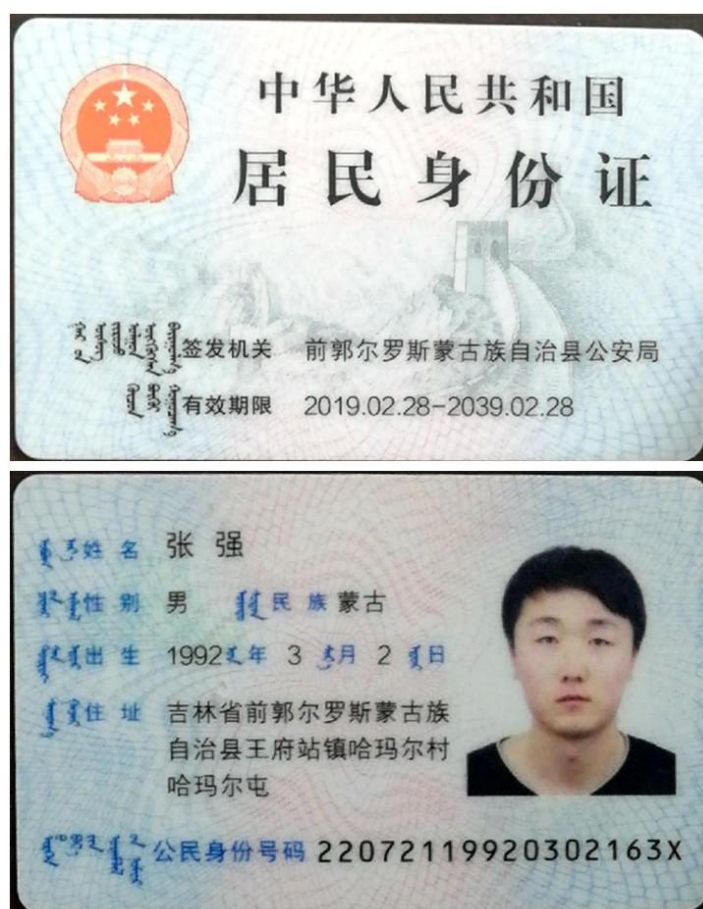 中华人民共和国
居民身份证
签发机关 前郭尔罗斯蒙古族自治县公安局
有效期限 2019.02.28-2039.02.28
姓名 张强
性别 男 民族 蒙古
出生 1992年3月2日
住址 吉林省前郭尔罗斯蒙古族
自治县王府站镇哈玛尔村
哈玛尔屯
公民身份号码 22072119920302163X